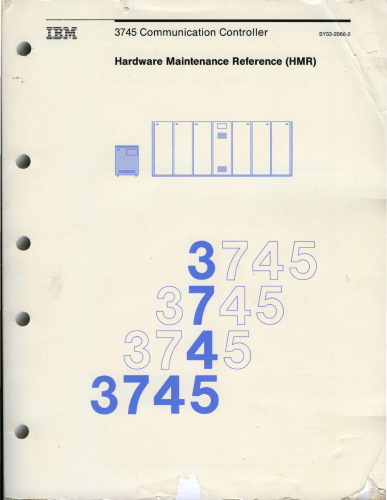 IBM
3745 Communication Controller
SY33-2066-2
Hardware Maintenance Reference (HMR)
3745
3745
3745
3745